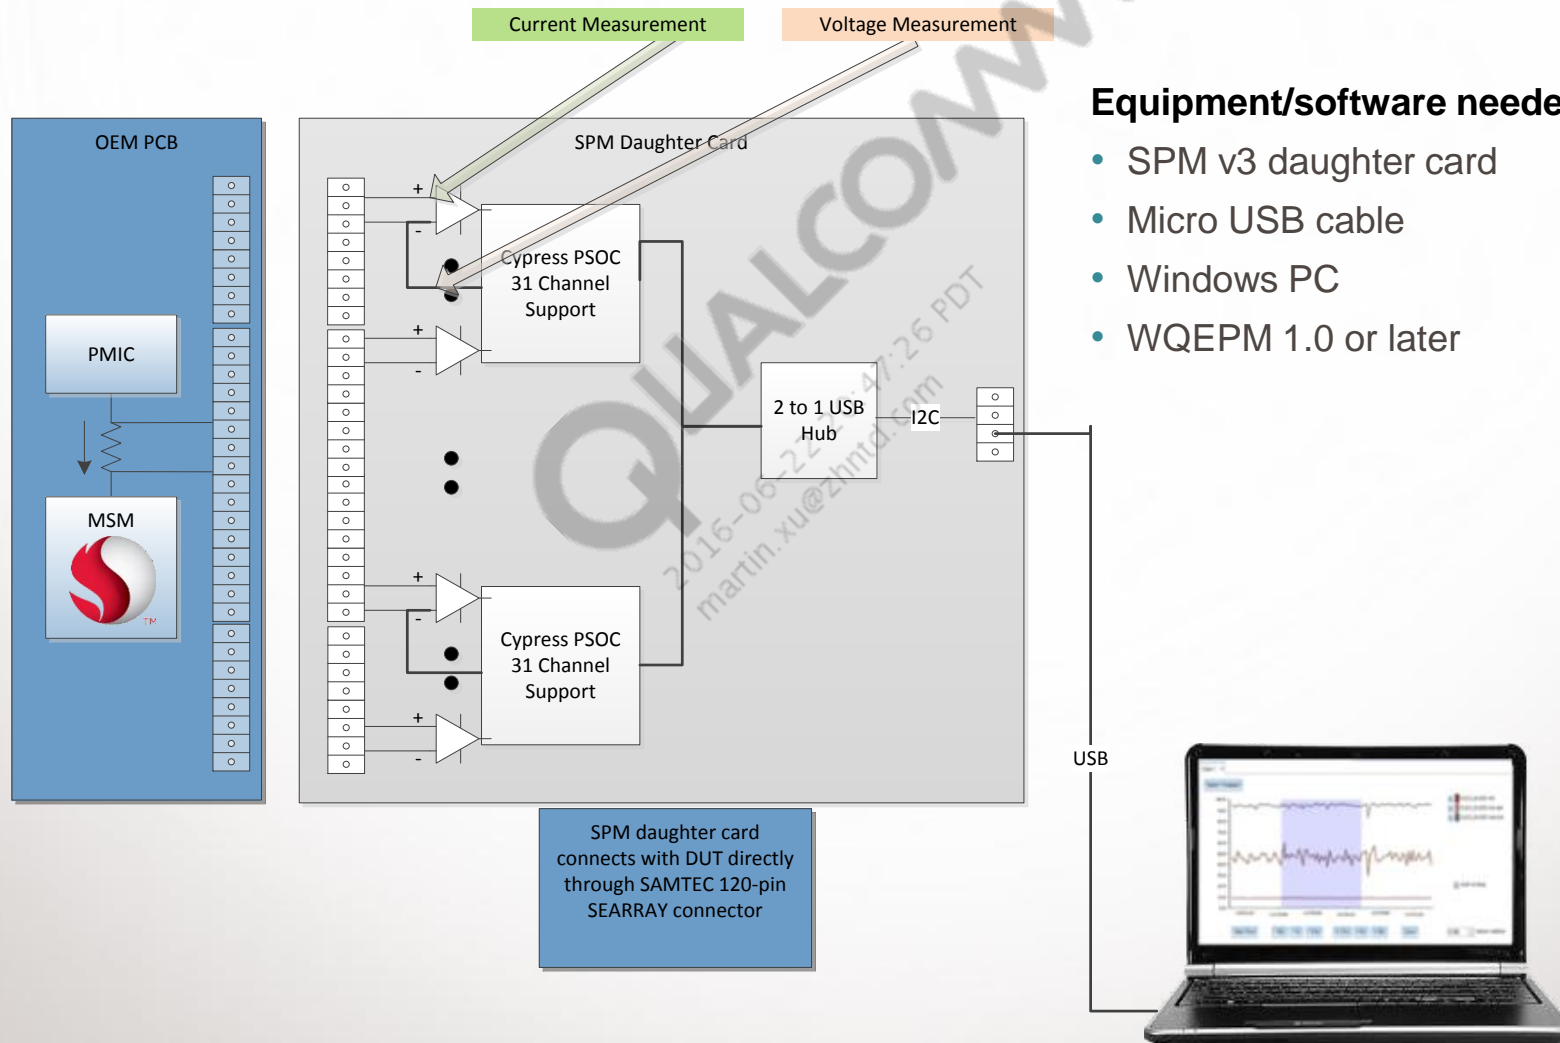 Current Measurement
Voltage Measurement
Equipment/software neede
• SPM v3 daughter card
• Micro USB cable
• Windows PC
• WQEPM 1.0 or later
OEM PCB
PMIC
MSM
TM
SPM Daughter Card
+
-
Cypress PSOC
31 Channel
Support
+
-
2 to 1 USB
Hub
I2C
+
-
Cypress PSOC
31 Channel
Support
+
-
USB
SPM daughter card
connects with DUT directly
through SAMTEC 120-pin
SEARRAY connector
QUALCOMM
2016-06-22 20:47:26 PDT
martin.xu@zhntd.com